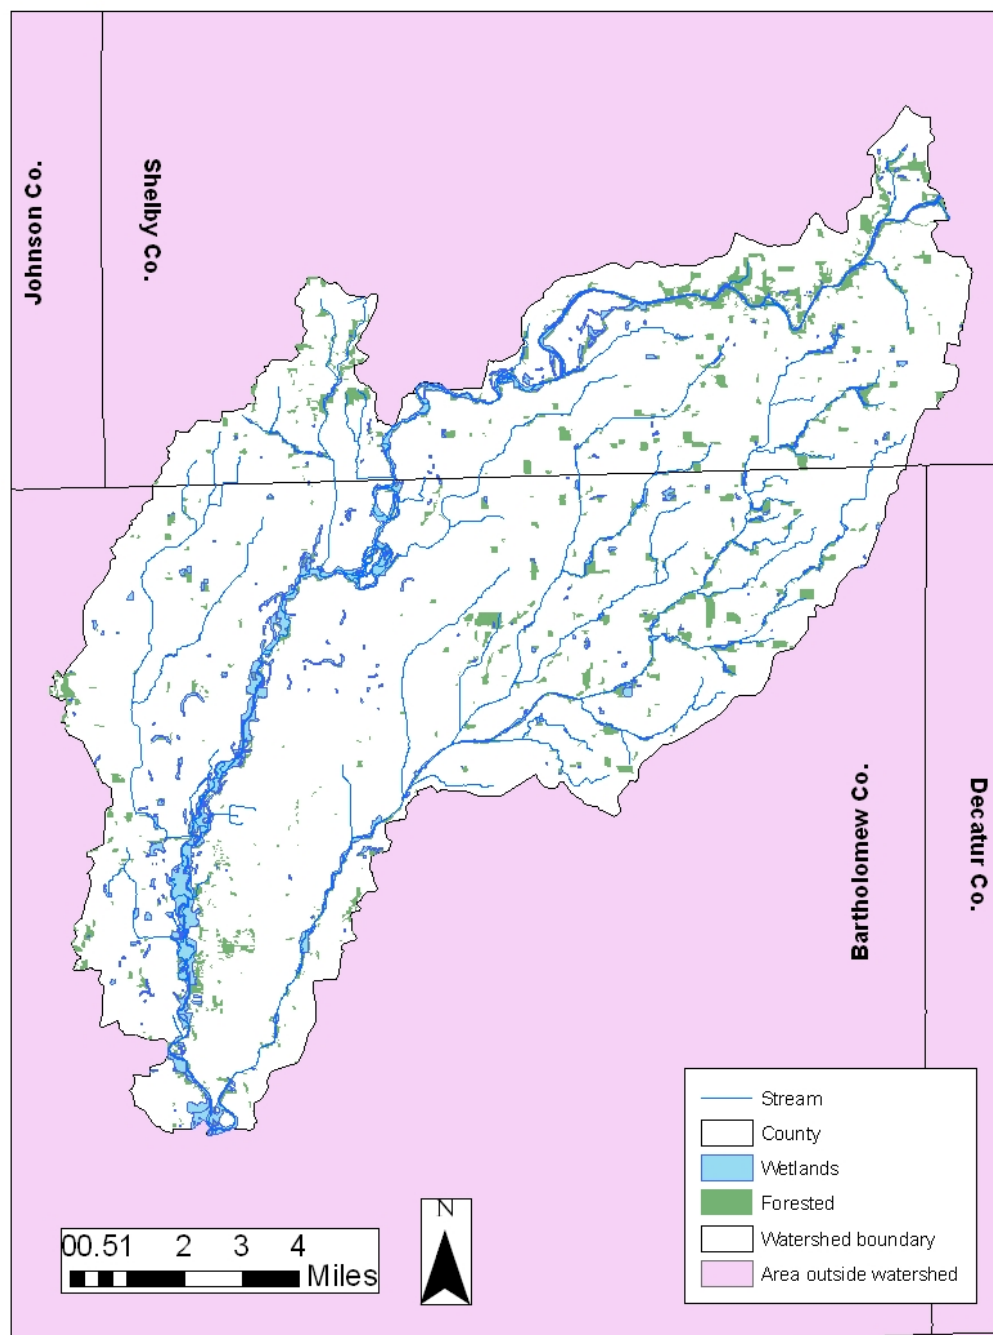 Johnson Co.
Shelby Co.
Bartholomew Co.
Decatur Co.
Stream
County
Wetlands
Forested
Watershed boundary
Area outside watershed
00.51 2 3 4
Miles
N